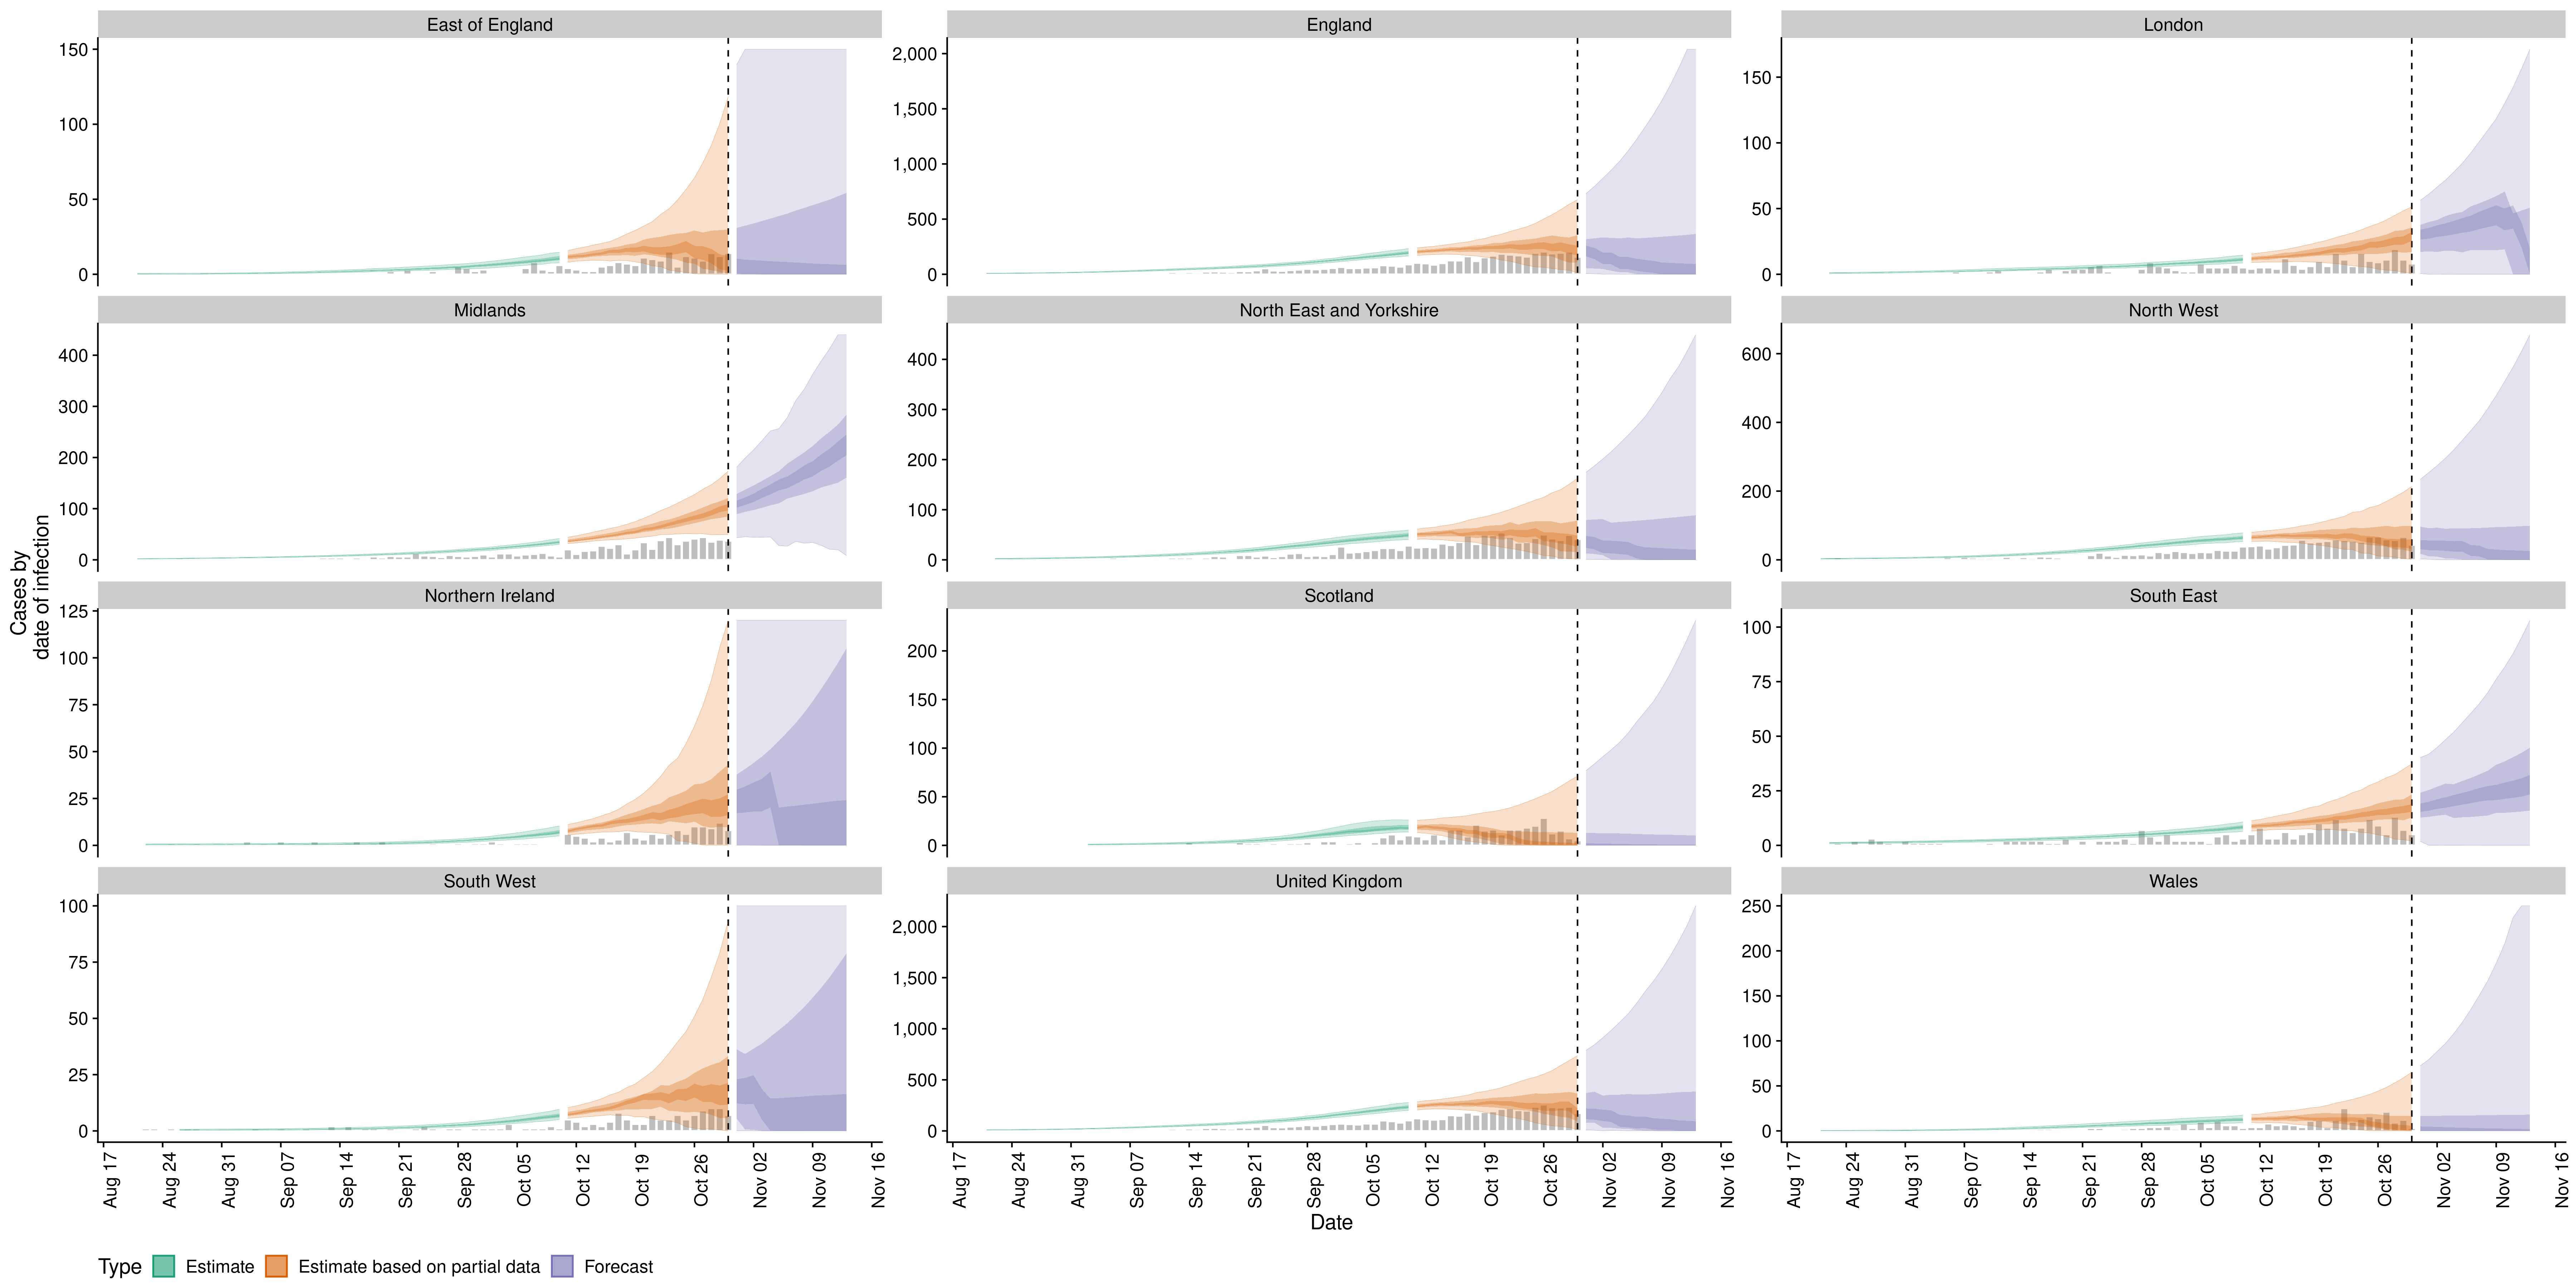 East of England
England
London
150
100
50
0
2,000
1,500
1,000
500
0
150
100
50
0
Midlands
North East and Yorkshire
North West
400
300
200
100
0
400
300
200
100
0
600
400
200
0
Cases by
date of infection
Northern Ireland
Scotland
South East
125
100
75
50
25
0
200
150
100
50
0
100
75
50
25
0
South West
United Kingdom
Wales
100
75
50
25
0
2,000
1,500
1,000
500
0
250
200
150
100
50
0
Aug 17
Aug 24
Aug 31
Sep 07
Sep 14
Sep 21
Sep 28
Oct 05
Oct 12
Oct 19
Oct 26
Nov 02
Nov 09
Nov 16
Aug 17
Aug 24
Aug 31
Sep 07
Sep 14
Sep 21
Sep 28
Oct 05
Oct 12
Oct 19
Oct 26
Nov 02
Nov 09
Nov 16
Aug 17
Aug 24
Aug 31
Sep 07
Sep 14
Sep 21
Sep 28
Oct 05
Oct 12
Oct 19
Oct 26
Nov 02
Nov 09
Nov 16
Date
Type Estimate Estimate based on partial data Forecast